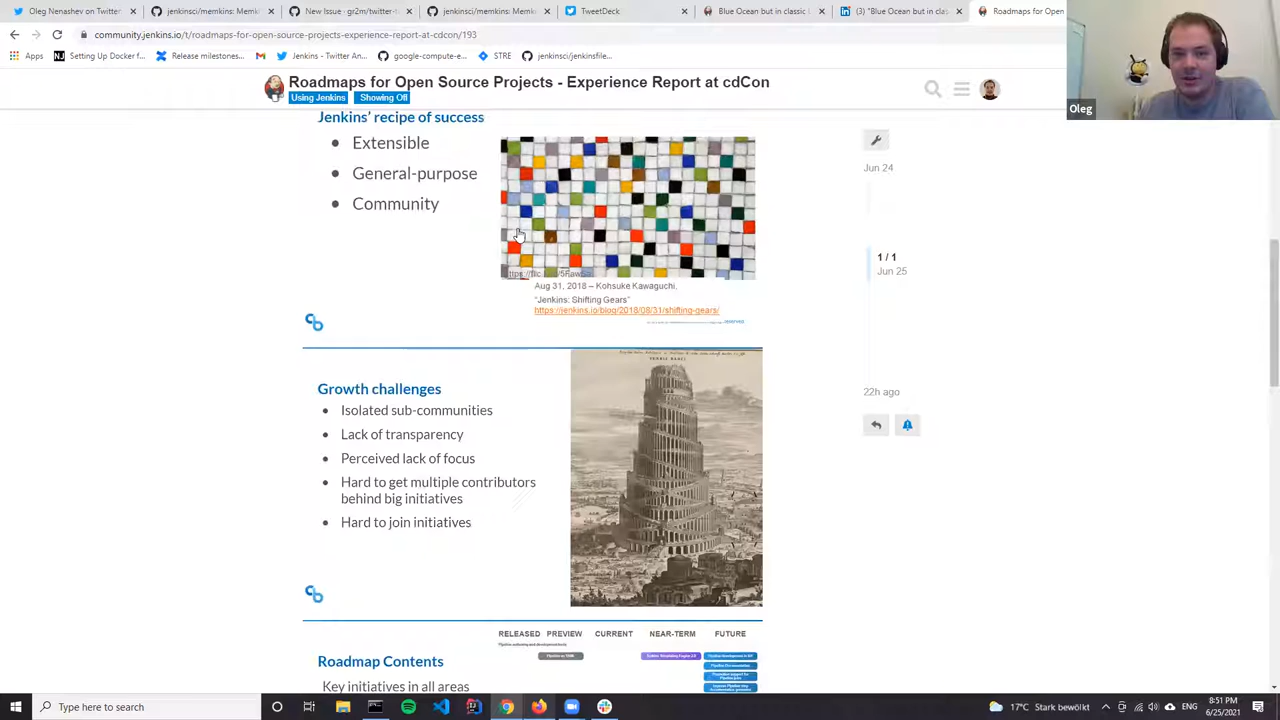 Oleg Nenashev on Twitter
jenkinsci/jenkins: Memk
New Issue · gr2m/twitter-t
jenkinsci/jenkins: Memk
TweetDeck
Blue Ocean but in classic
(3) "Blue Ocean but in clas
Roadmaps for Open
community.jenkins.io/t/roadmaps-for-open-source-projects-experience-report-at-cdcon/193
Apps
Setting Up Docker f...
Release milestones...
Jenkins - Twitter An...
google-compute-e...
STRE
jenkinsci/jenkinsfile...
Oleg
Roadmaps for Open Source Projects - Experience Report at cdCon
Using Jenkins
Showing Off
Jenkins' recipe of success
Extensible
General-purpose
Community
Aug 31, 2018 – Kohsuke Kawaguchi,
"Jenkins: Shifting Gears"
https://jenkins.io/blog/2018/08/31/shifting-gears/
Jun 24
1 / 1
Jun 25
22h ago
Growth challenges
Isolated sub-communities
Lack of transparency
Perceived lack of focus
Hard to get multiple contributors
behind big initiatives
Hard to join initiatives
RELEASED PREVIEW CURRENT NEAR-TERM FUTURE
Roadmap Contents
Key initiatives in all are
Type here to search
17°C Stark bewölkt
8:51 PM
6/25/2021